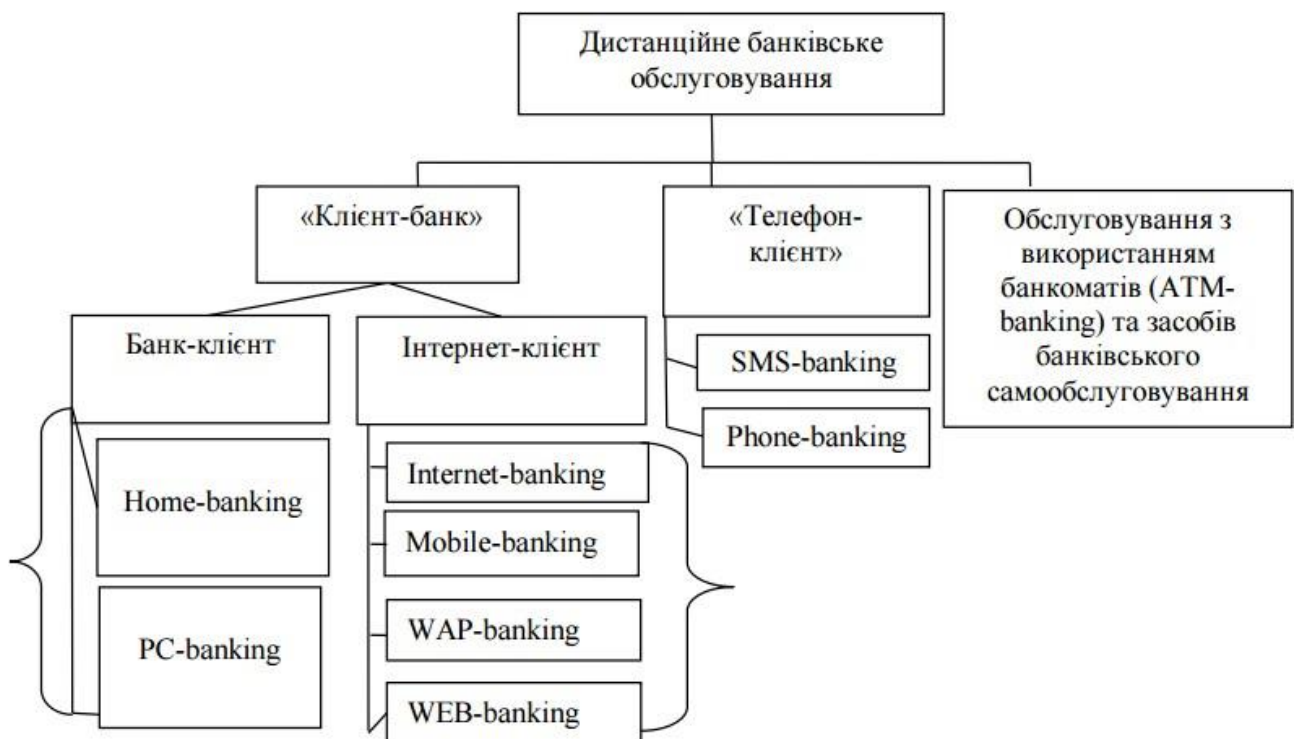 Дистанційне банківське
обслуговування
«Клієнт-банк»
«Телефон-
клієнт»
Обслуговування з
використанням
банкоматів (ATM-
banking) та засобів
банківського
самообслуговування
Банк-клієнт
Інтернет-клієнт
SMS-banking
Phone-banking
Home-banking
PC-banking
Internet-banking
Mobile-banking
WAP-banking
WEB-banking